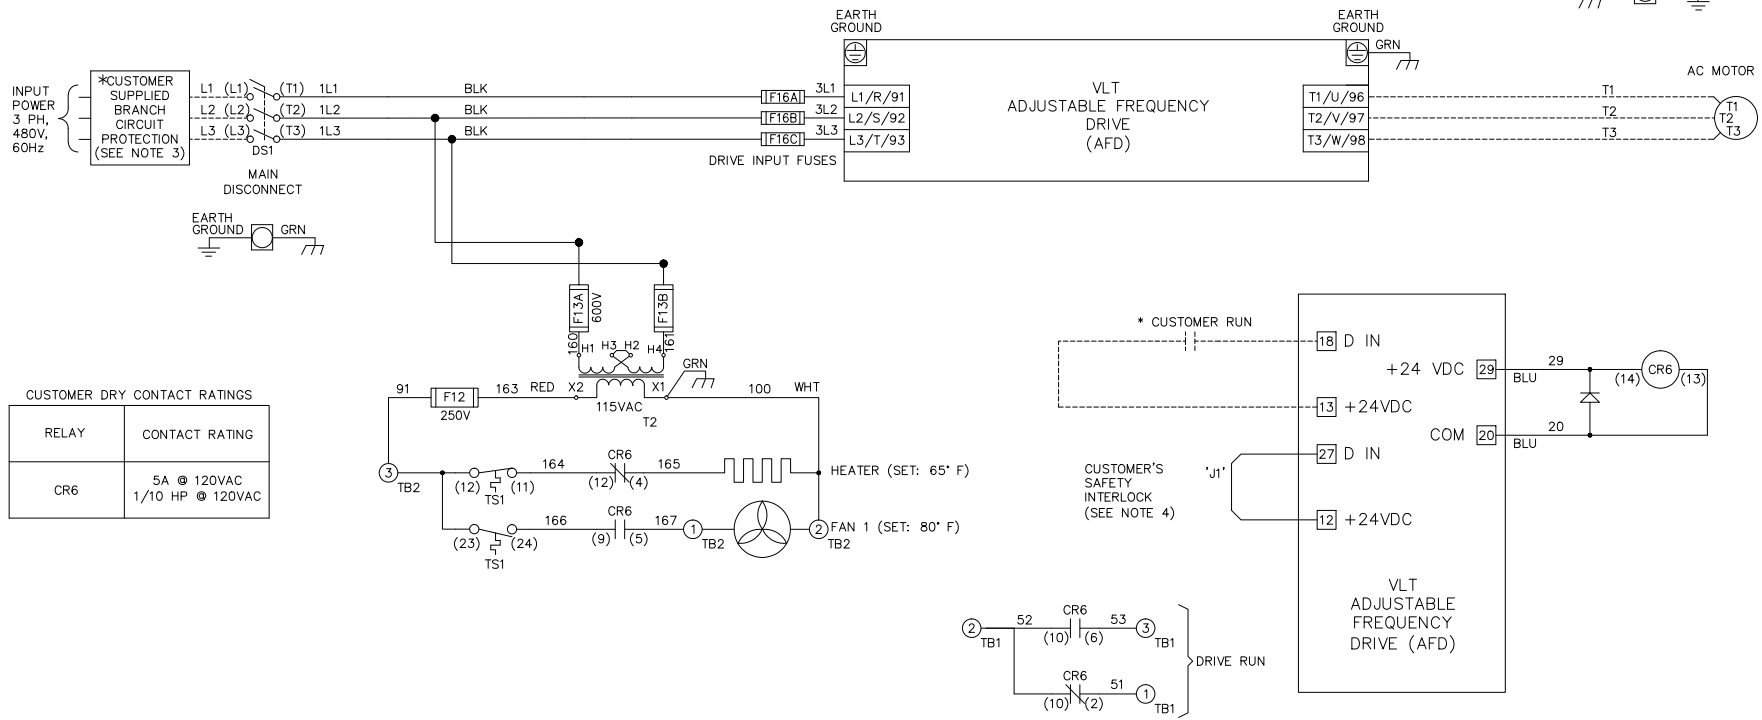 INPUT
POWER
3 PH,
480V,
60Hz
*CUSTOMER
SUPPLIED
BRANCH
CIRCUIT
PROTECTION
(SEE NOTE 3)
L1 (L1) (T1) 1L1 BLK F16A 3L1
L2 (L2) (T2) 1L2 BLK F16B 3L2
L3 (L3) (T3) 1L3 BLK F16C 3L3
DS1
MAIN
DISCONNECT
DRIVE INPUT FUSES
EARTH
GROUND
GRN
EARTH
GROUND
L1/R/91
L2/S/92
L3/T/93
VLT
ADJUSTABLE FREQUENCY
DRIVE
(AFD)
EARTH
GROUND
GRN
T1/U/96
T2/V/97
T3/W/98
T1
T2
T3
AC MOTOR
T1
T2
T3
F13A
600V
F13B
160
161
H1 H3 H2 H4
GRN
91 F12 163 RED X2 X1 100 WHT
250V
115VAC
T2
3
TB2
(12) (11) 164 CR6 165
TS1
(12) (4)
HEATER (SET: 65° F)
(23) (24) 166 CR6 167
TS1
(9) (5)
1
TB2
2
TB2
FAN 1 (SET: 80° F)
CUSTOMER DRY CONTACT RATINGS
RELAY CONTACT RATING
CR6
5A @ 120VAC
1/10 HP @ 120VAC
* CUSTOMER RUN
18 D IN
13 +24VDC
27 D IN
12 +24VDC
CUSTOMER'S
SAFETY
INTERLOCK
(SEE NOTE 4)
'J1'
+24 VDC 29
COM 20
29
BLU
20
BLU
(14) CR6 (13)
VLT
ADJUSTABLE
FREQUENCY
DRIVE (AFD)
2
TB1
52 CR6 53
(10) (6)
3
TB1
CR6 51
(10) (2)
1
TB1
DRIVE RUN